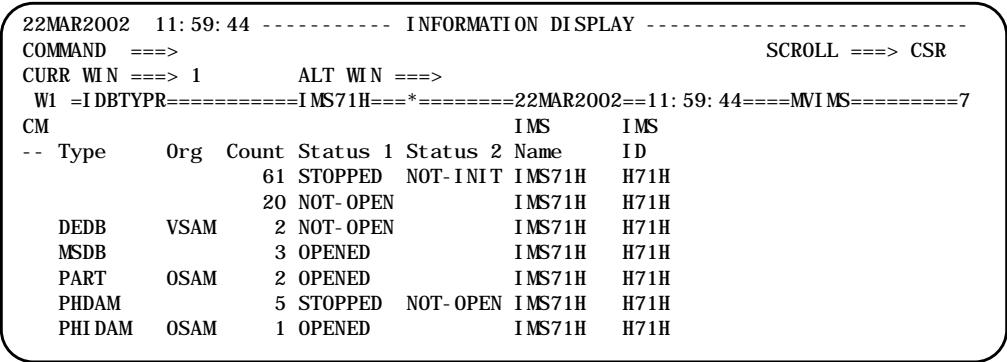 22MAR2002  11:59:44 ----------- INFORMATION DISPLAY ---------------------------
COMMAND  ===>                                                 SCROLL ===> CSR
CURR WIN ===> 1        ALT WIN ===>
 W1 =IDBTYPR===========IMS71H===*========22MAR2002==11:59:44====MVIMS=========7
CM                                       IMS      IMS
-- Type    Org  Count Status 1 Status 2 Name     ID
                   61 STOPPED  NOT-INIT IMS71H   H71H
                   20 NOT-OPEN          IMS71H   H71H
   DEDB    VSAM     2 NOT-OPEN          IMS71H   H71H
   MSDB             3 OPENED            IMS71H   H71H
   PART    OSAM     2 OPENED            IMS71H   H71H
   PHDAM            5 STOPPED  NOT-OPEN IMS71H   H71H
   PHIDAM  OSAM     1 OPENED            IMS71H   H71H